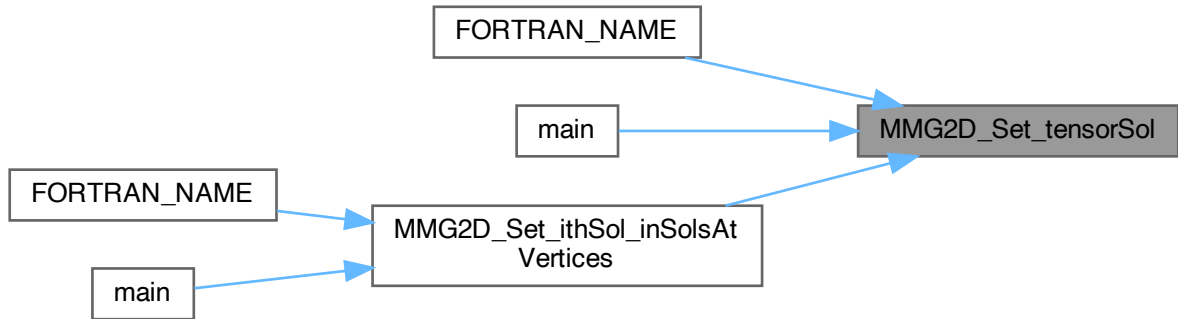 FORTRAN_NAME
main
MMG2D_Set_tensorSol
FORTRAN_NAME
MMG2D_Set_ithSol_inSolsAt
Vertices
main